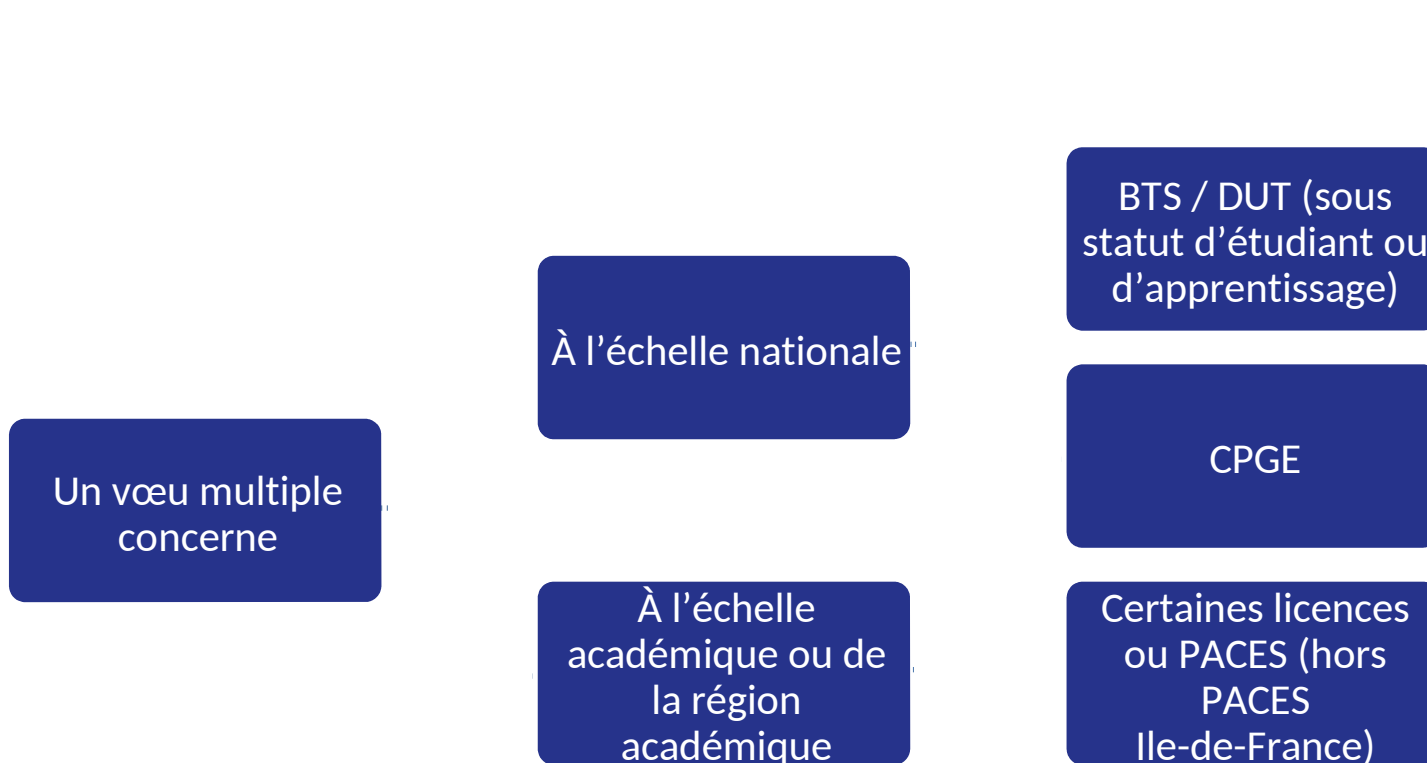 Un vœu multiple
concerne
À l’échelle nationale
À l’échelle
académique ou de
la région
académique
BTS / DUT (sous
statut d’étudiant ou
d’apprentissage)
CPGE
Certaines licences
ou PACES (hors
PACES
Ile-de-France)